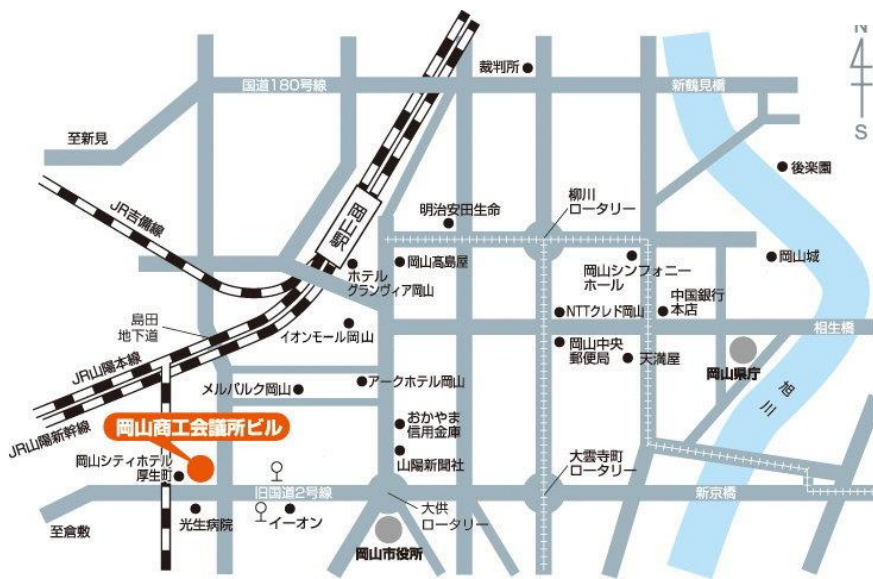 N
S
裁判所
国道180号線
新鶴見橋
至新見
後楽園
JR吉備線
岡山駅
明治安田生命
柳川
ロータリー
岡山高島屋
ホテル
グランヴィア岡山
岡山シンフォニー
ホール
岡山城
中国銀行
本店
NTTクレド岡山
島田
地下道
イオンモール岡山
相生橋
岡山中央
郵便局
天満屋
岡山県庁
旭川
JR山陽本線
JR山陽新幹線
メルパルク岡山
アークホテル岡山
岡山商工会議所ビル
おかやま
信用金庫
山陽新聞社
岡山シティホテル
厚生町
大雲寺町
ロータリー
旧国道2号線
新京橋
光生病院
イーオン
大供
ロータリー
至倉敷
岡山市役所